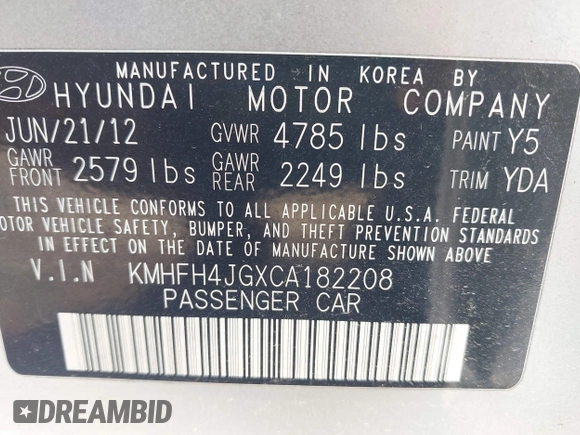 MANUFACTURED IN KOREA BY
HYUNDAI MOTOR COMPANY
JUN/21/12 GVWR 4785 lbs PAINT Y5
GAWR FRONT 2579 lbs GAWR REAR 2249 lbs TRIM YDA
THIS VEHICLE CONFORMS TO ALL APPLICABLE U.S.A. FEDERAL
MOTOR VEHICLE SAFETY, BUMPER, AND THEFT PREVENTION STANDARDS
IN EFFECT ON THE DATE OF MANUFACTURE SHOWN ABOVE.
V.I.N KMHFH4JGXCA182208
PASSENGER CAR
DREAMBID